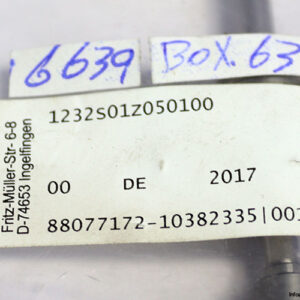 6639
BOX.63
Fritz-Müller-Str- 6-8
D-74653 Ingelfingen
1232S01Z050100
00 DE 2017
88077172-10382335|001